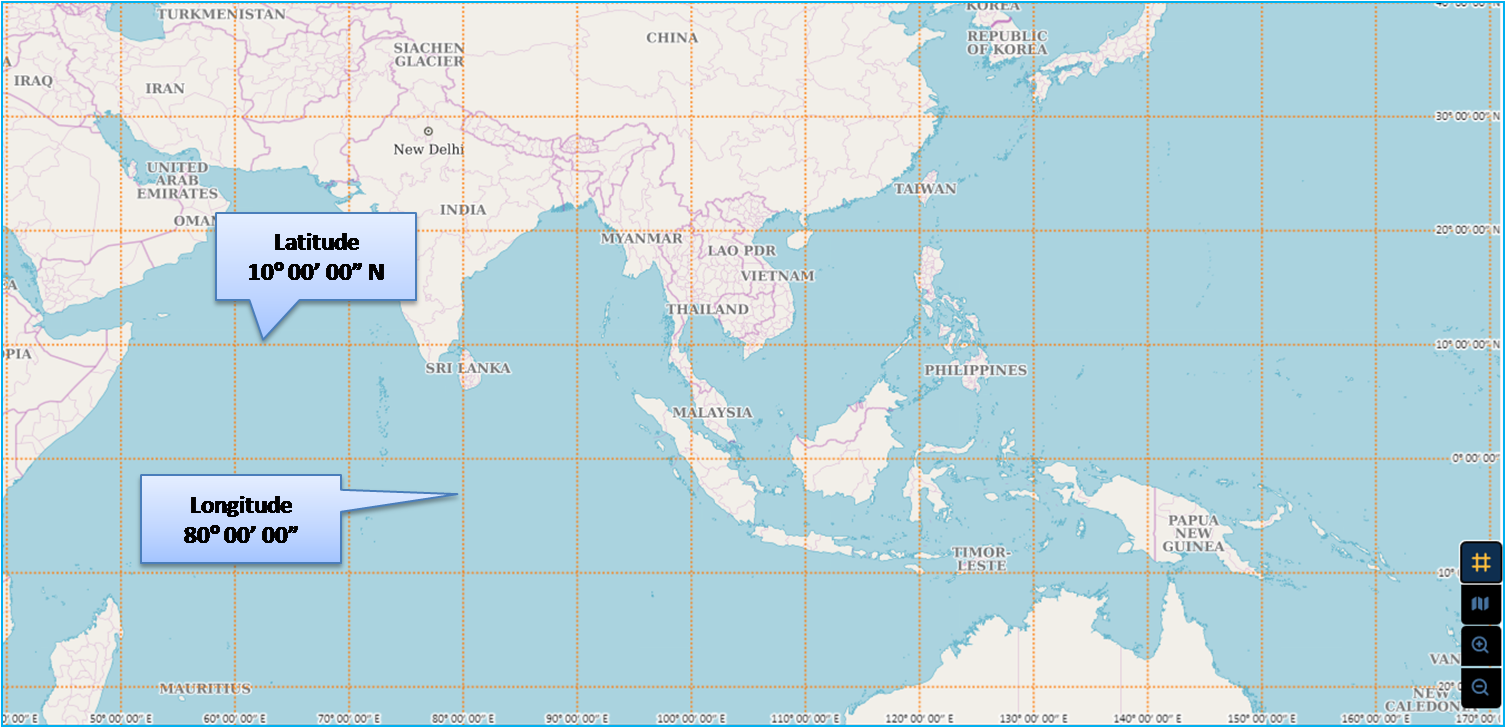 TURKMENISTAN
KOREA
REPUBLIC
OF KOREA
CHINA
SIACHEN
GLACIER
IRAQ
IRAN
30° 00′ 00″ N
New Delhi
UNITED
ARAB
EMIRATES
TAIWAN
INDIA
OMAN
20° 00′ 00″ N
MYANMAR
LAO PDR
VIETNAM
Latitude
10° 00’ 00” N
THAILAND
10° 00′ 00″ N
PIA
SRI LANKA
PHILIPPINES
MALAYSIA
0° 00′ 00″
Longitude
80° 00’ 00”
PAPUA
NEW
GUINEA
TIMOR-
LESTE
10°
VAN
MAURITIUS
20°
NEW
CALEDON
50° 00′ 00″ E
60° 00′ 00″ E
70° 00′ 00″ E
80° 00′ 00″ E
90° 00′ 00″ E
100° 00′ 00″ E
110° 00′ 00″ E
120° 00′ 00″ E
130° 00′ 00″ E
140° 00′ 00″ E
150° 00′ 00″ E
160° 00′ 00″ E
170° 00′